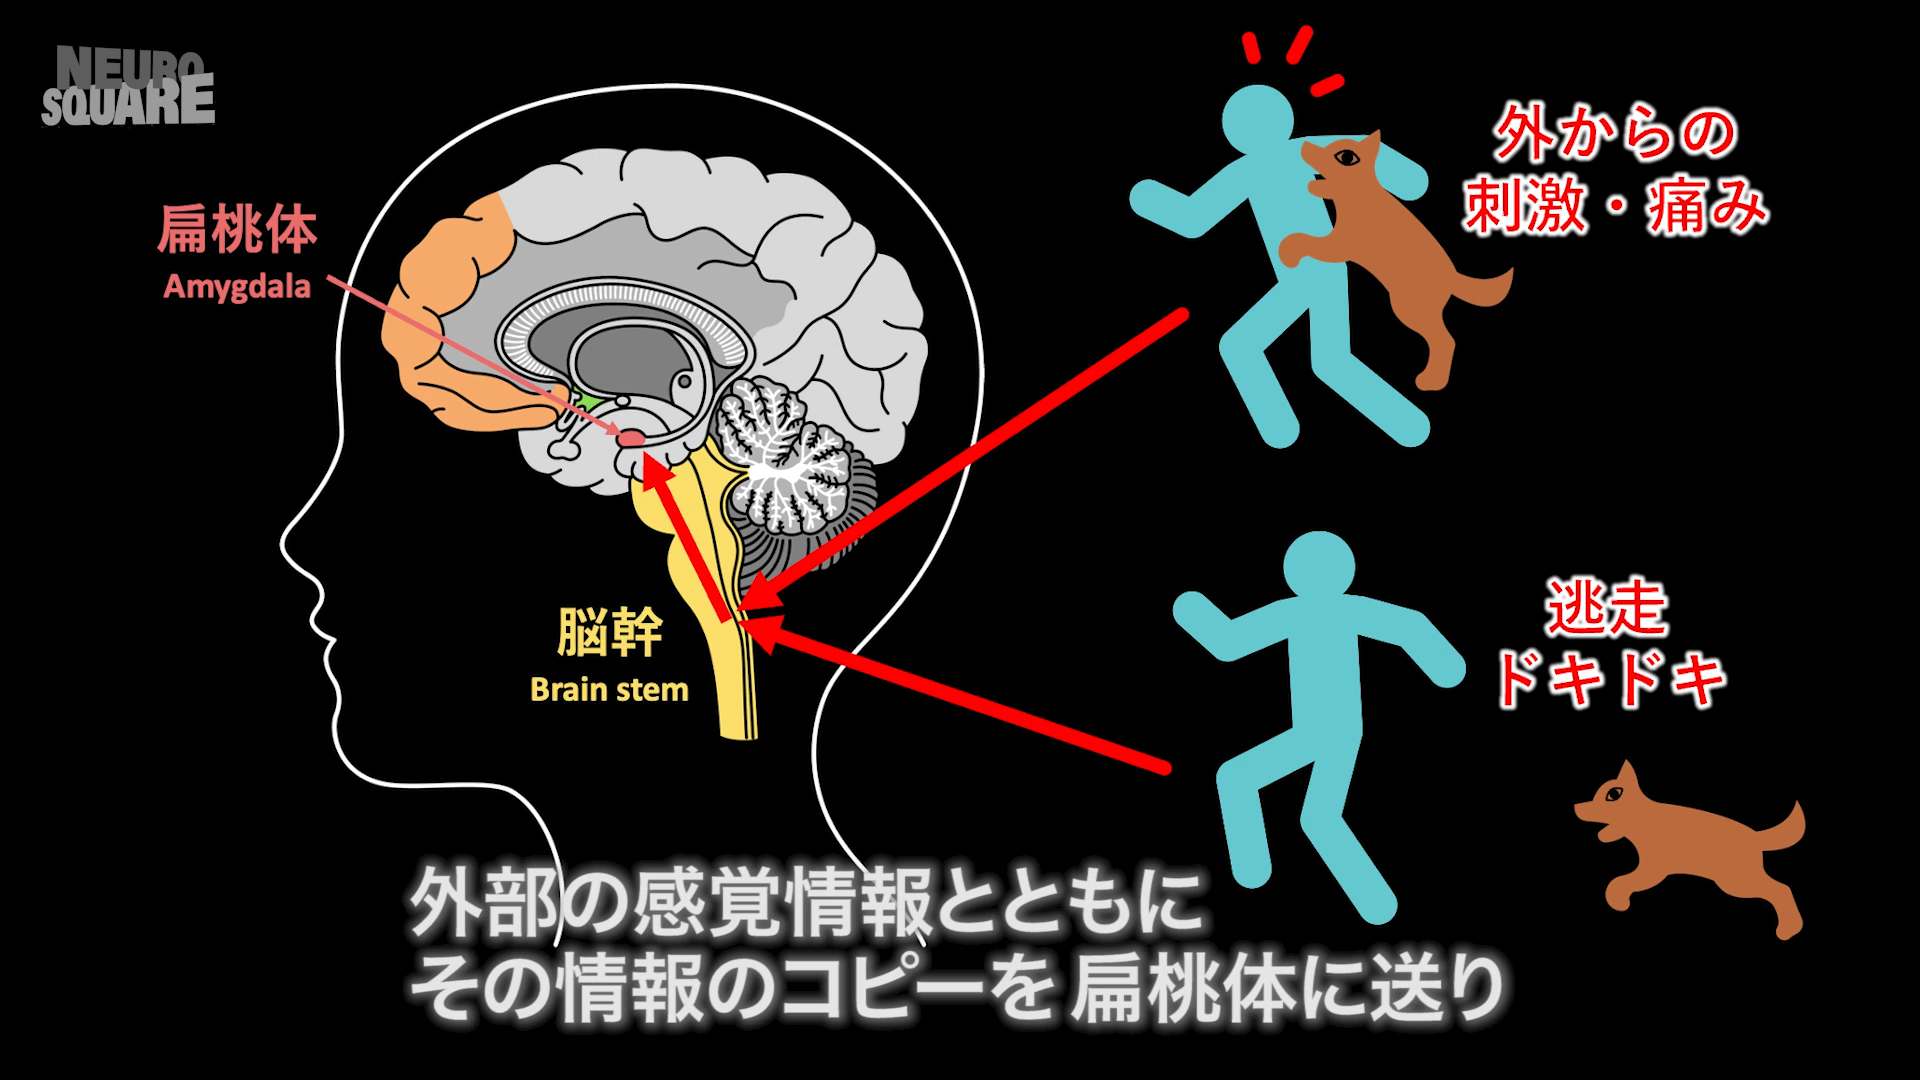 NEURO
SQUARE
扁桃体
Amygdala
外からの
刺激・痛み
脳幹
Brain stem
逃走
ドキドキ
外部の感覚情報とともに
その情報のコピーを扁桃体に送り